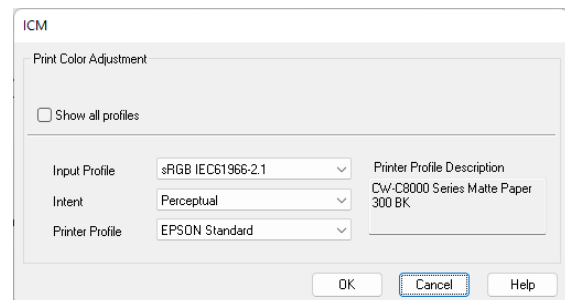 ICM
Print Color Adjustment
Show all profiles
Input Profile
sRGB IEC61966-2.1
Intent
Perceptual
Printer Profile
EPSON Standard
Printer Profile Description
CW-C8000 Series Matte Paper
300 BK
OK
Cancel
Help